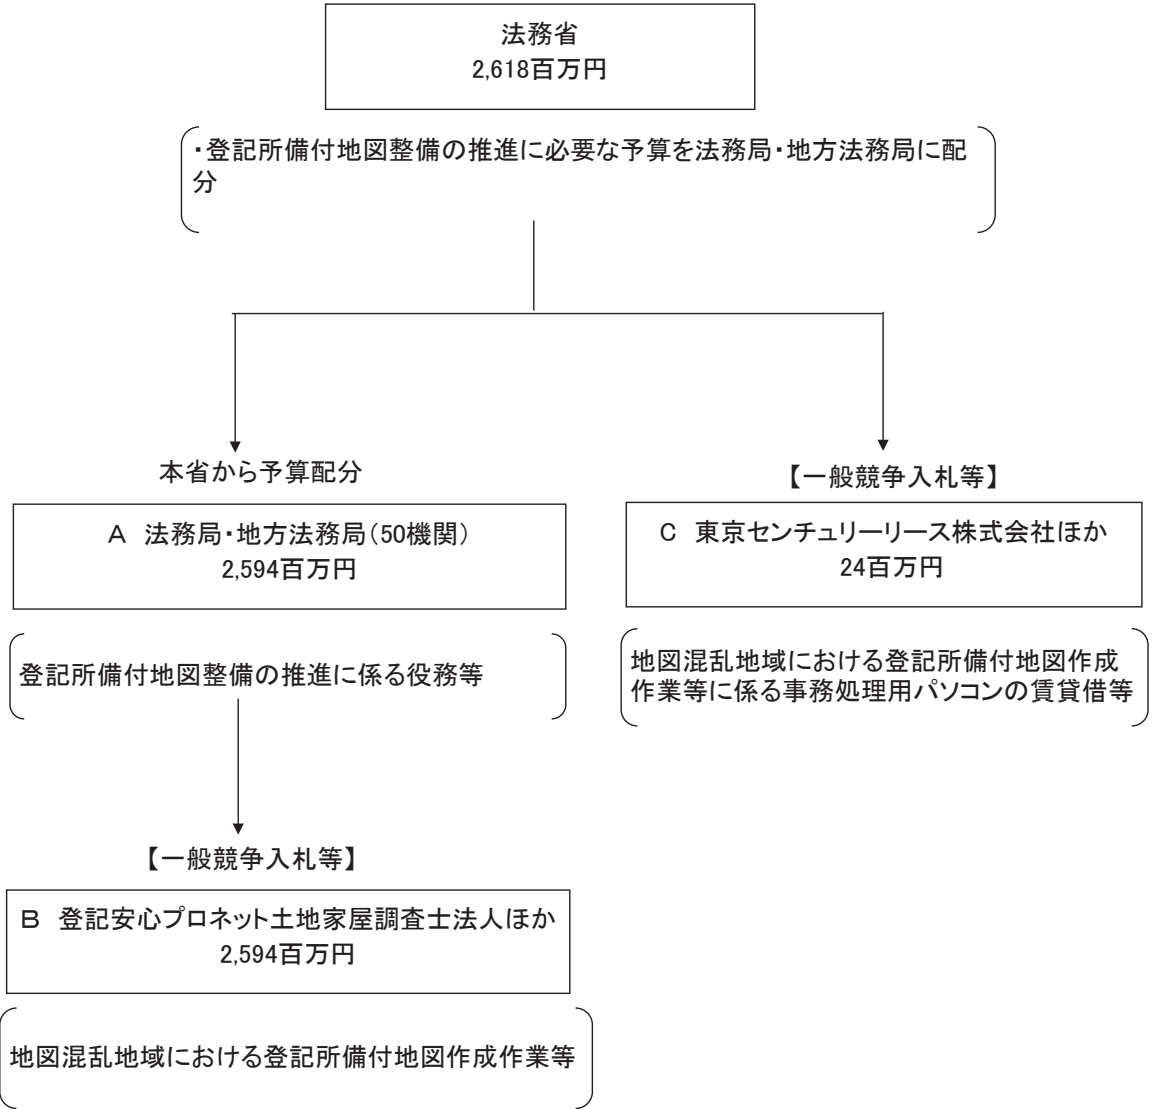 法務省
2,618百万円
・登記所備付地図整備の推進に必要な予算を法務局・地方法務局に配
分
本省から予算配分
A 法務局・地方法務局（50機関）
2,594百万円
登記所備付地図整備の推進に係る役務等
【一般競争入札等】
B 登記安心プロネット土地家屋調査士法人ほか
2,594百万円
地図混乱地域における登記所備付地図作成作業等
【一般競争入札等】
C 東京センチュリーリース株式会社ほか
24百万円
地図混乱地域における登記所備付地図作成
作業等に係る事務処理用パソコンの賃貸借等